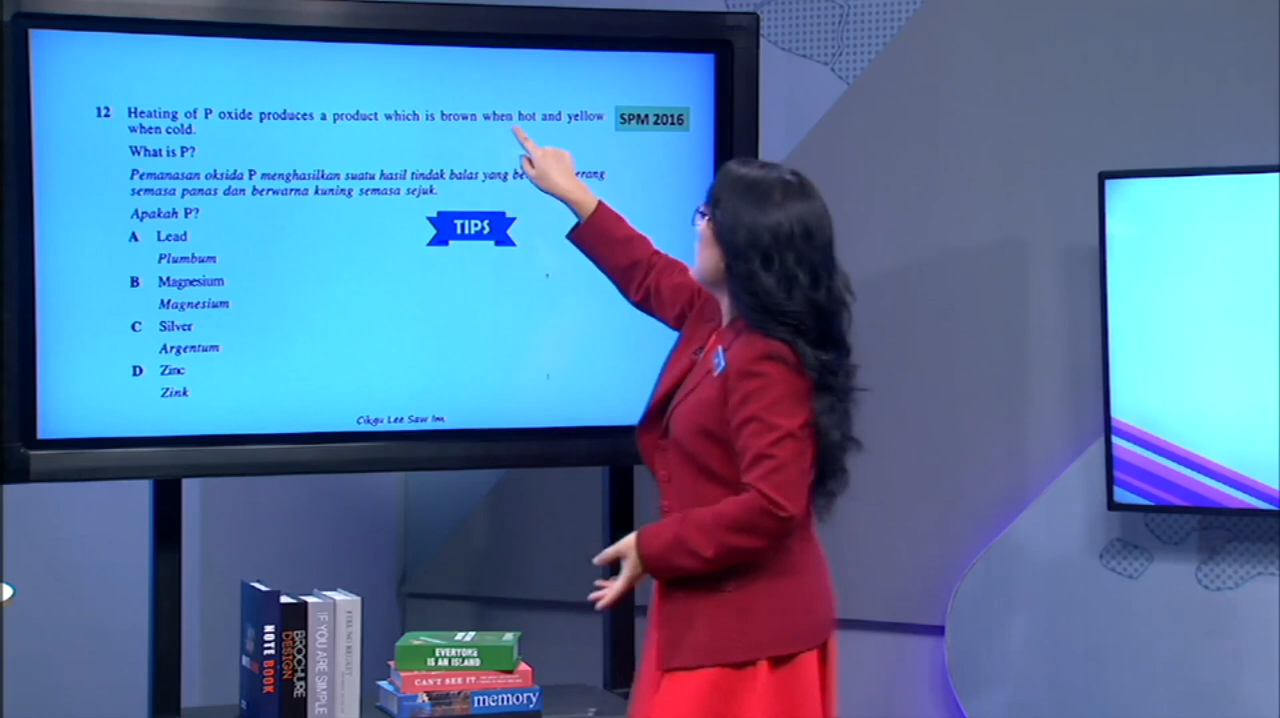 12 Heating of P oxide produces a product which is brown when hot and yellow
SPM 2016
when cold.
What is P?
Pemanasan oksida P menghasilkan suatu hasil tindak balas yang be erang
semasa panas dan berwarna kuning semasa sejuk.
Apakah P?
TIPS
A Lead
Plumbum
B Magnesium
Magnesium
C Silver
Argentum
D Zinc
Zink
Cikgu Lee Saw Im
NOTE BOOK
BROCHURE DESIGN
IF YOU ARE SIMPLE
EVERYONE
IS AN ISLAND
CAN'T SEE IT
memory